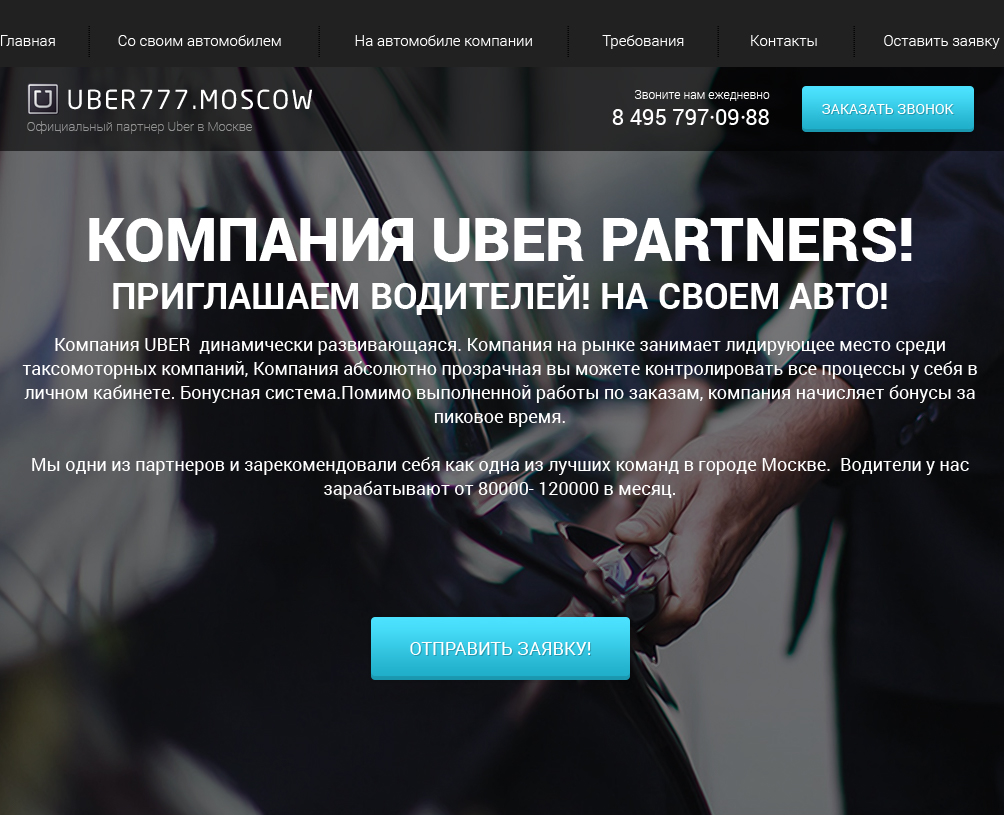 Главная
Со своим автомобилем
На автомобиле компании
Требования
Контакты
Оставить заявку
UBER777.MOSCOW
Официальный партнер Uber в Москве
Звоните нам ежедневно
8 495 797·09·88
ЗАКАЗАТЬ ЗВОНОК
КОМПАНИЯ UBER PARTNERS!
ПРИГЛАШАЕМ ВОДИТЕЛЕЙ! НА СВОЕМ АВТО!
Компания UBER  динамически развивающаяся. Компания на рынке занимает лидирующее место среди
таксомоторных компаний, Компания абсолютно прозрачная вы можете контролировать все процессы у себя в
личном кабинете. Бонусная система.Помимо выполненной работы по заказам, компания начисляет бонусы за
пиковое время.
Мы одни из партнеров и зарекомендовали себя как одна из лучших команд в городе Москве.  Водители у нас
зарабатывают от 80000- 120000 в месяц.
ОТПРАВИТЬ ЗАЯВКУ!